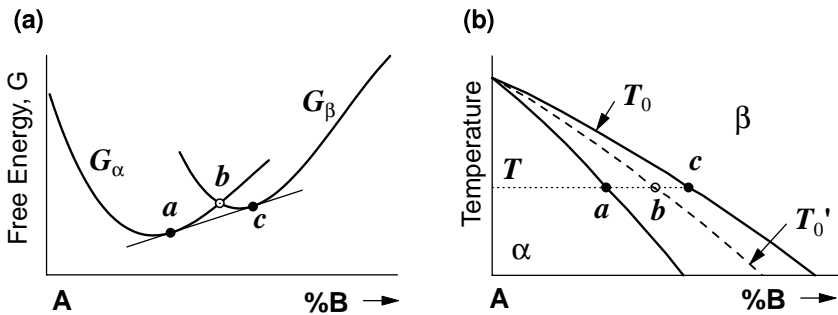 (a)
Free Energy, G
G_α
G_β
a
b
c
A
%B
(b)
Temperature
T_0
β
T
a
b
c
T_0'
α
A
%B